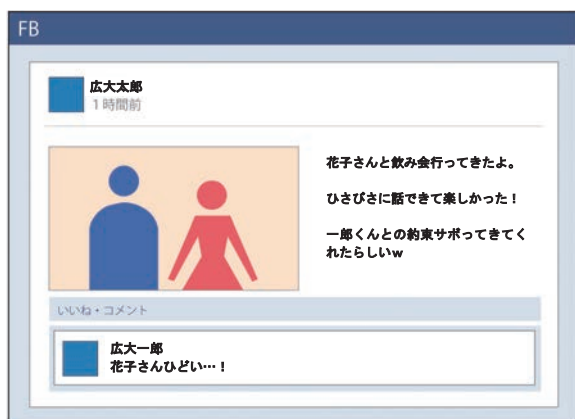 FB
広大太郎
1時間前
花子さんと飲み会行ってきたよ。
ひさびさに話できて楽しかった！
一郎くんとの約束サボってきてく
れたらしいw
いいね・コメント
広大一郎
花子さんひどい…！